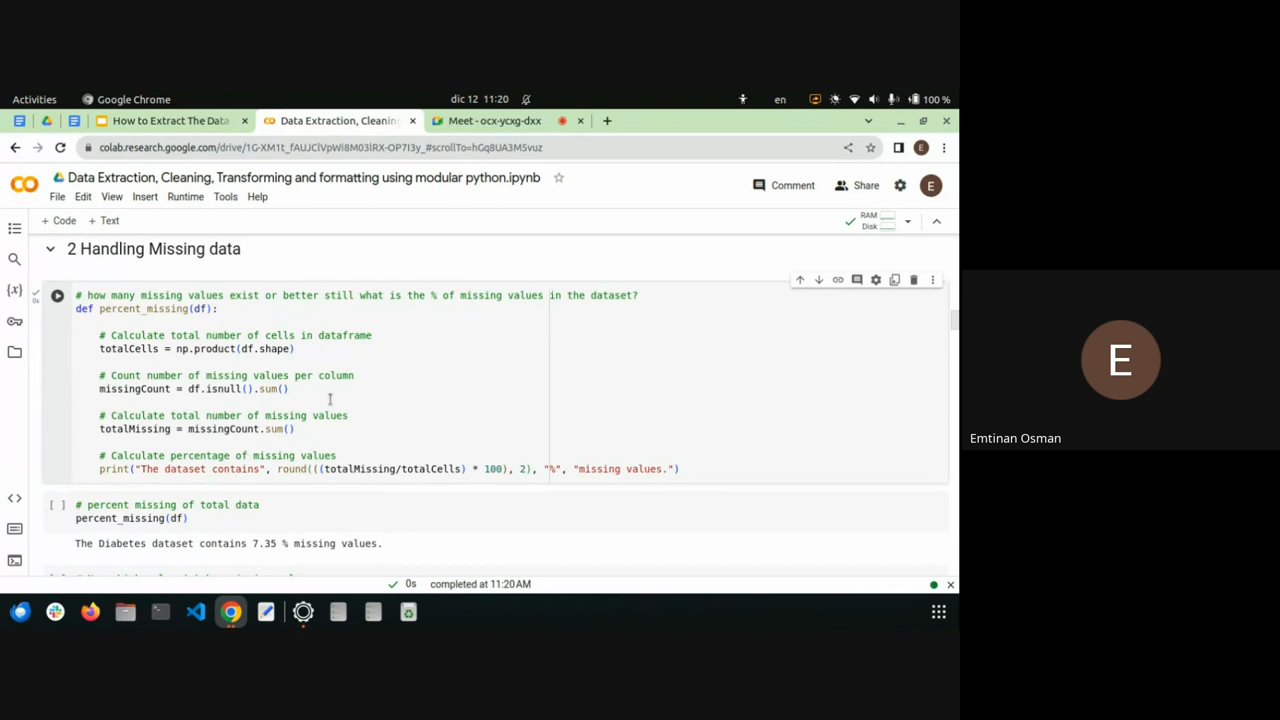 Activities Google Chrome dic 12 11:20 en 100 %
How to Extract The Data × Data Extraction, Cleaning × Meet - ocx-ycxg-dxx × +
colab.research.google.com/drive/1G-XM1t_fAUJClVpWi8M03lRX-OP7I3y_#scrollTo=hGq8UA3M5vuz E
Data Extraction, Cleaning, Transforming and formatting using modular python.ipynb Comment Share E
File Edit View Insert Runtime Tools Help
+ Code + Text RAM
Disk
2 Handling Missing data
0s
# how many missing values exist or better still what is the % of missing values in the dataset?
def percent_missing(df):
# Calculate total number of cells in dataframe
totalCells = np.product(df.shape)
# Count number of missing values per column
missingCount = df.isnull().sum()
# Calculate total number of missing values
totalMissing = missingCount.sum()
# Calculate percentage of missing values
print("The dataset contains", round(((totalMissing/totalCells) * 100), 2), "%", "missing values.")
[ ] # percent missing of total data
percent_missing(df)
The Diabetes dataset contains 7.35 % missing values.
0s completed at 11:20 AM
E
Emtinan Osman